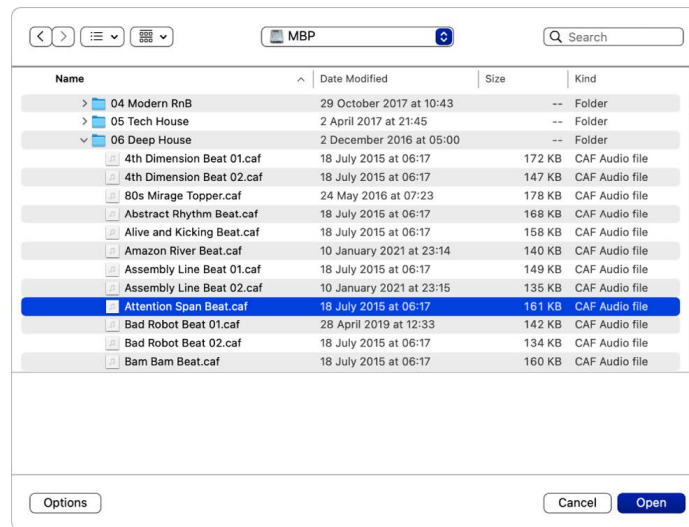 MBP
Search
Name Date Modified Size Kind
04 Modern RnB 29 October 2017 at 10:43 -- Folder
05 Tech House 2 April 2017 at 21:45 -- Folder
06 Deep House 2 December 2016 at 05:00 -- Folder
4th Dimension Beat 01.caf 18 July 2015 at 06:17 172 KB CAF Audio file
4th Dimension Beat 02.caf 18 July 2015 at 06:17 147 KB CAF Audio file
80s Mirage Topper.caf 24 May 2016 at 07:23 178 KB CAF Audio file
Abstract Rhythm Beat.caf 18 July 2015 at 06:17 168 KB CAF Audio file
Alive and Kicking Beat.caf 18 July 2015 at 06:17 158 KB CAF Audio file
Amazon River Beat.caf 10 January 2021 at 23:14 140 KB CAF Audio file
Assembly Line Beat 01.caf 18 July 2015 at 06:17 149 KB CAF Audio file
Assembly Line Beat 02.caf 10 January 2021 at 23:15 135 KB CAF Audio file
Attention Span Beat.caf 18 July 2015 at 06:17 161 KB CAF Audio file
Bad Robot Beat 01.caf 28 April 2019 at 12:33 142 KB CAF Audio file
Bad Robot Beat 02.caf 18 July 2015 at 06:17 134 KB CAF Audio file
Bam Bam Beat.caf 18 July 2015 at 06:17 160 KB CAF Audio file
Options Cancel Open